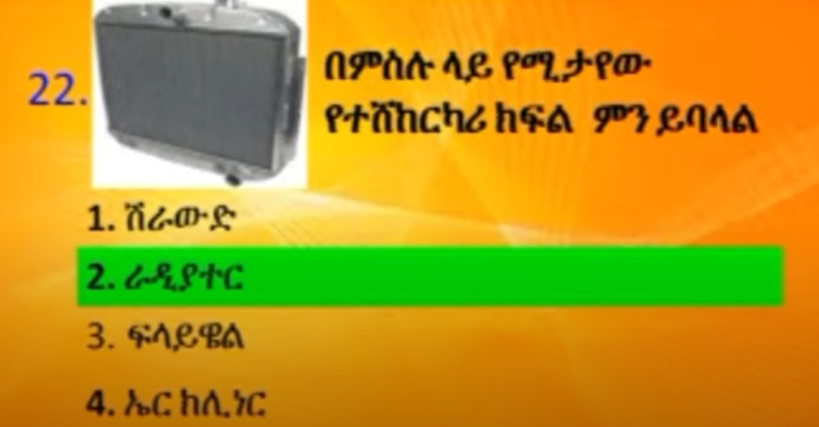 22.
በምስሉ ላይ የሚታየው
የተሽከርካሪ ክፍል ምን ይባላል
1. ሽራውድ
2. ራዲያተር
3. ፍላይዌል
4. ኤር ክሊነር